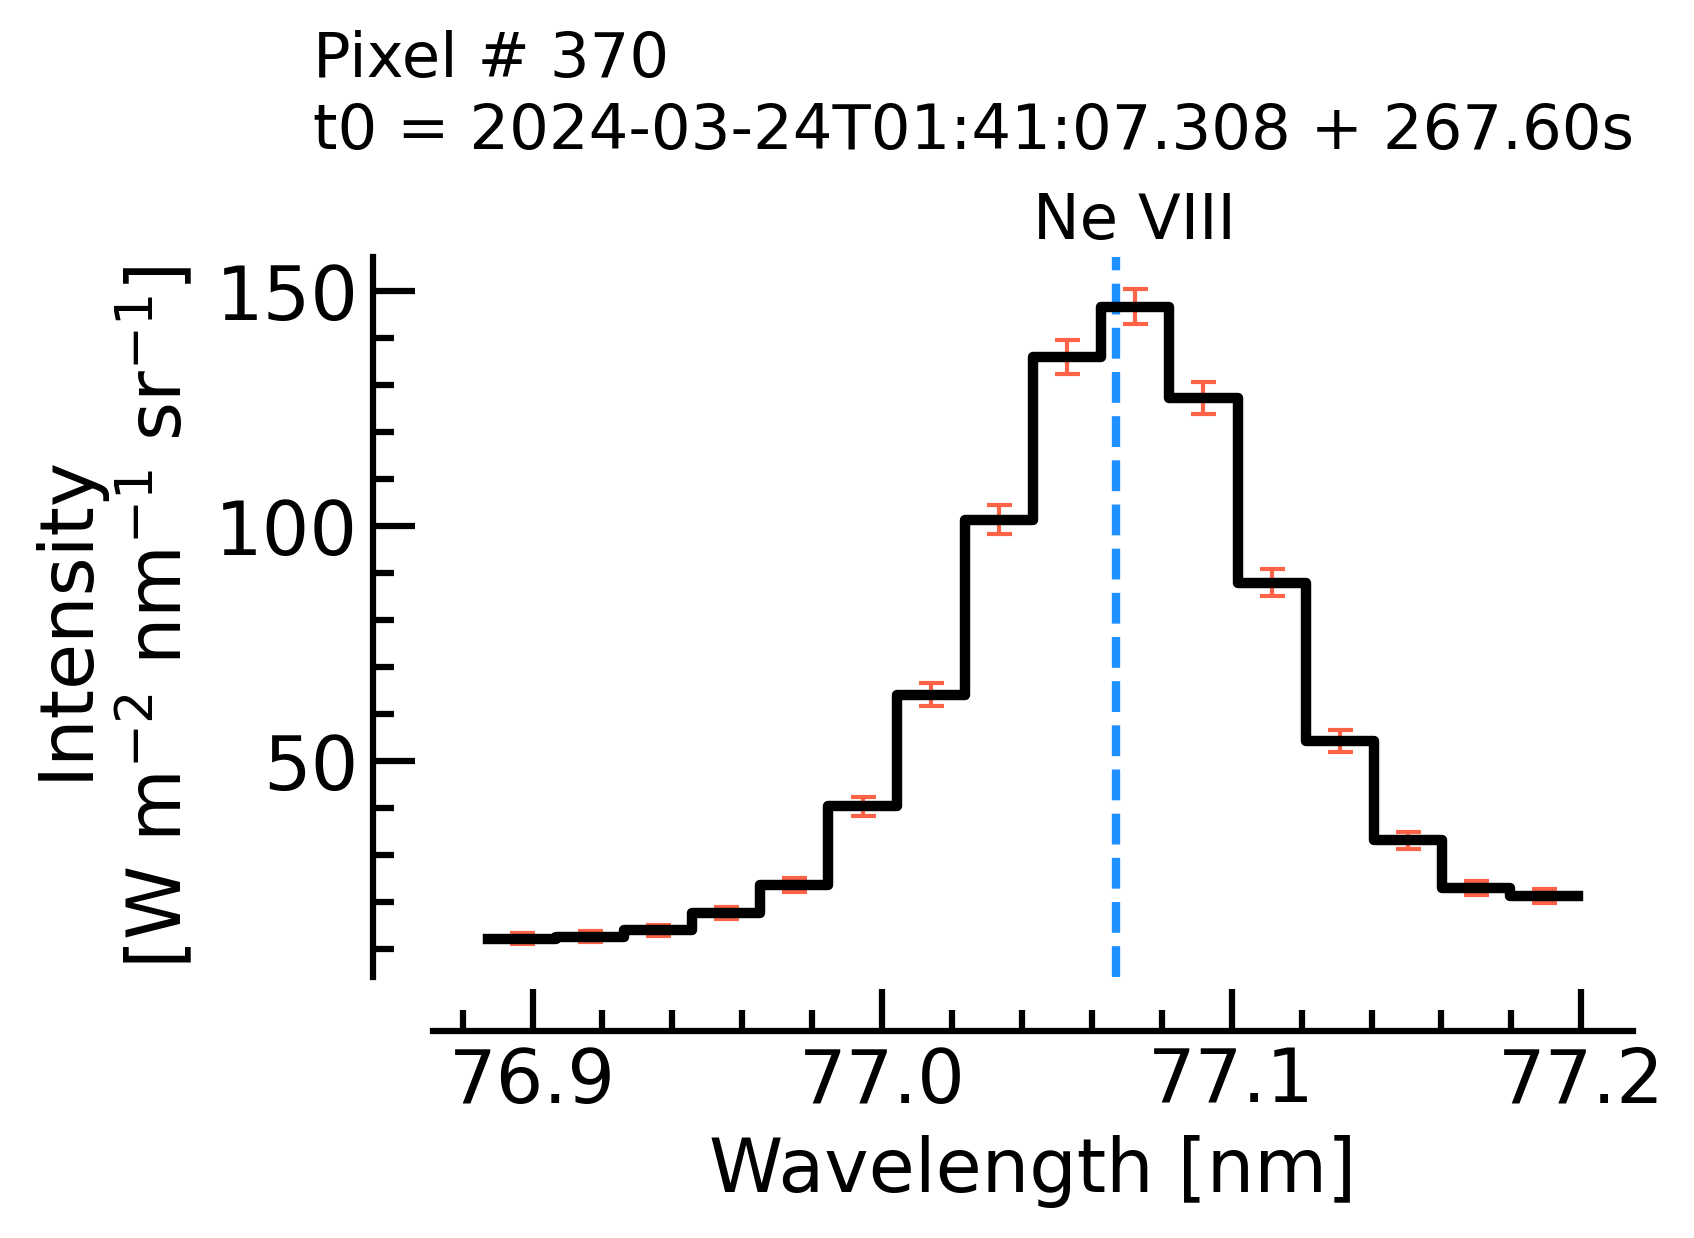 Pixel # 370
t0 = 2024-03-24T01:41:07.308 + 267.60s
Ne VIII
Intensity
[W m⁻² nm⁻¹ sr⁻¹]
150
100
50
76.9 77.0 77.1 77.2
Wavelength [nm]